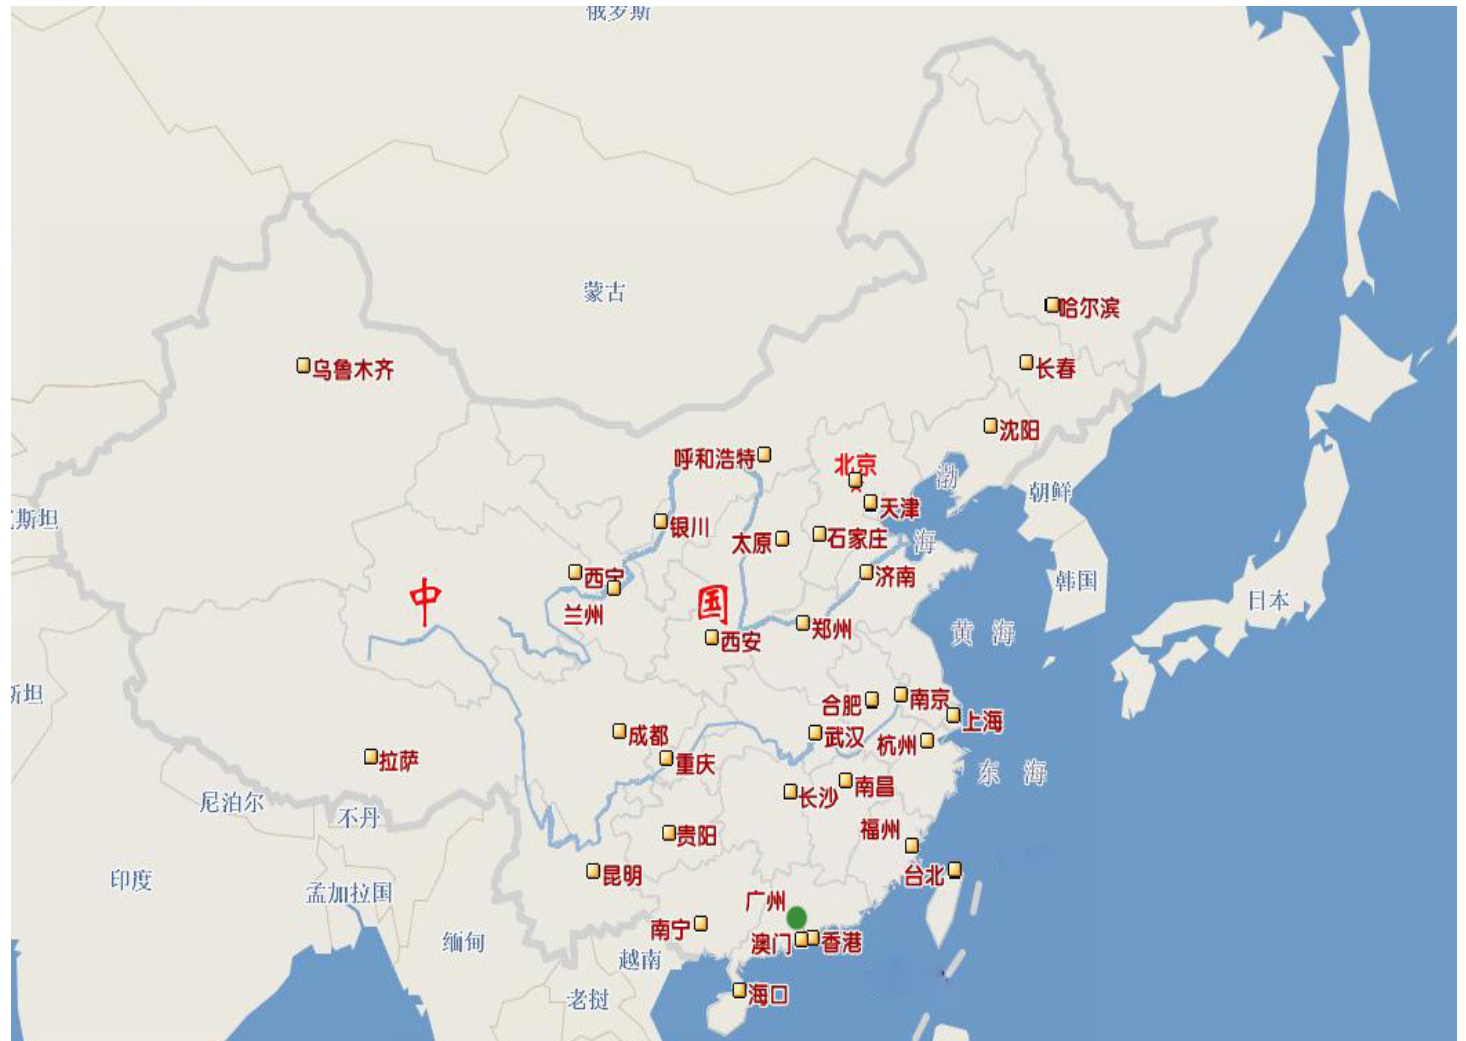 俄罗斯
蒙古
哈尔滨
乌鲁木齐
长春
沈阳
呼和浩特
北京
渤
朝鲜
天津
斯坦
银川
太原
石家庄
海
西宁
济南
韩国
中
国
日本
兰州
郑州
黄 海
西安
斯坦
合肥
南京
上海
成都
武汉
杭州
拉萨
重庆
东 海
南昌
长沙
尼泊尔
不丹
福州
贵阳
印度
昆明
台北
孟加拉国
广州
南宁
缅甸
澳门
香港
越南
老挝
海口